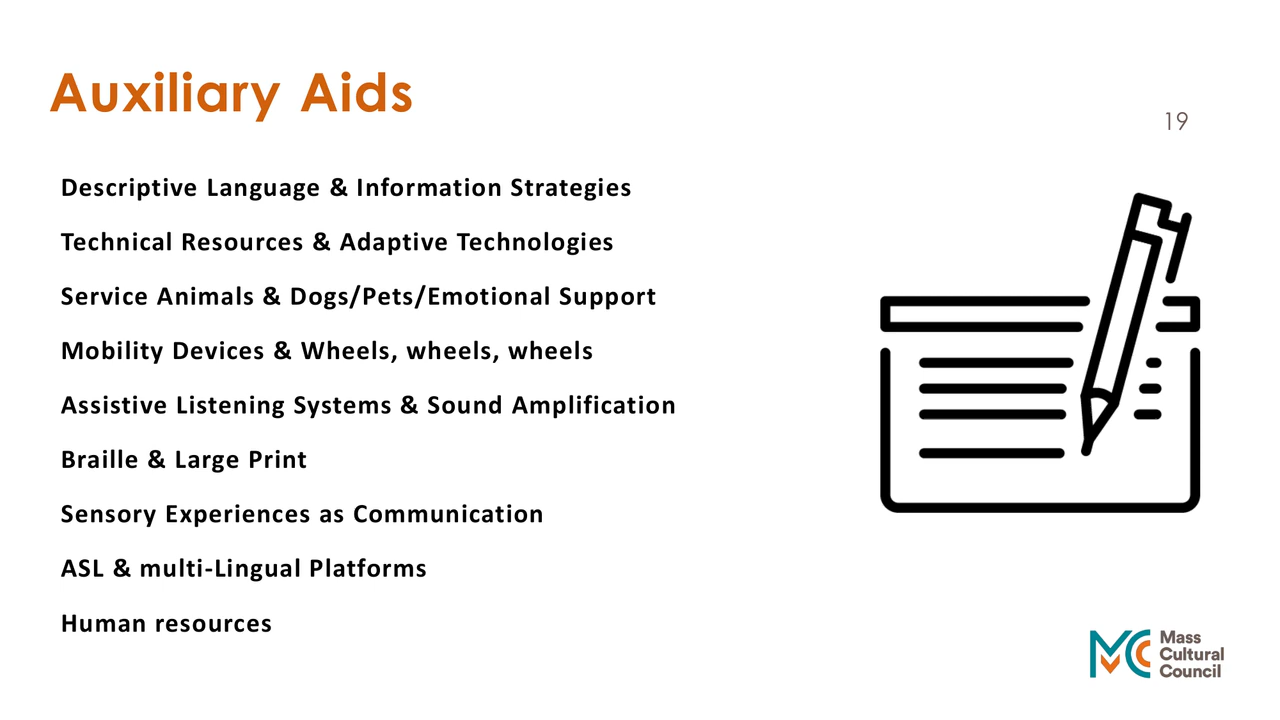 Auxiliary Aids
19
Descriptive Language & Information Strategies
Technical Resources & Adaptive Technologies
Service Animals & Dogs/Pets/Emotional Support
Mobility Devices & Wheels, wheels, wheels
Assistive Listening Systems & Sound Amplification
Braille & Large Print
Sensory Experiences as Communication
ASL & multi-Lingual Platforms
Human resources
MCC
Mass
Cultural
Council